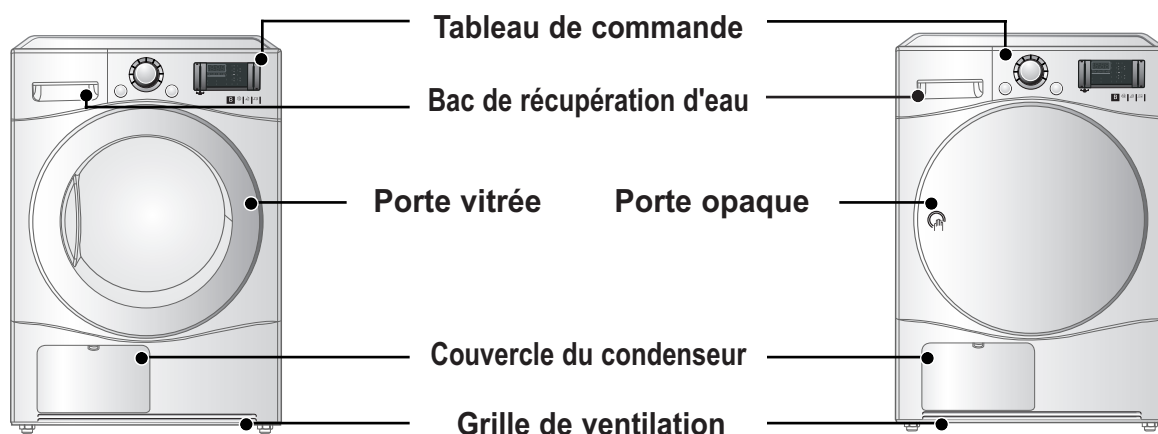 Tableau de commande
Bac de récupération d'eau
Porte vitrée
Porte opaque
Couvercle du condenseur
Grille de ventilation